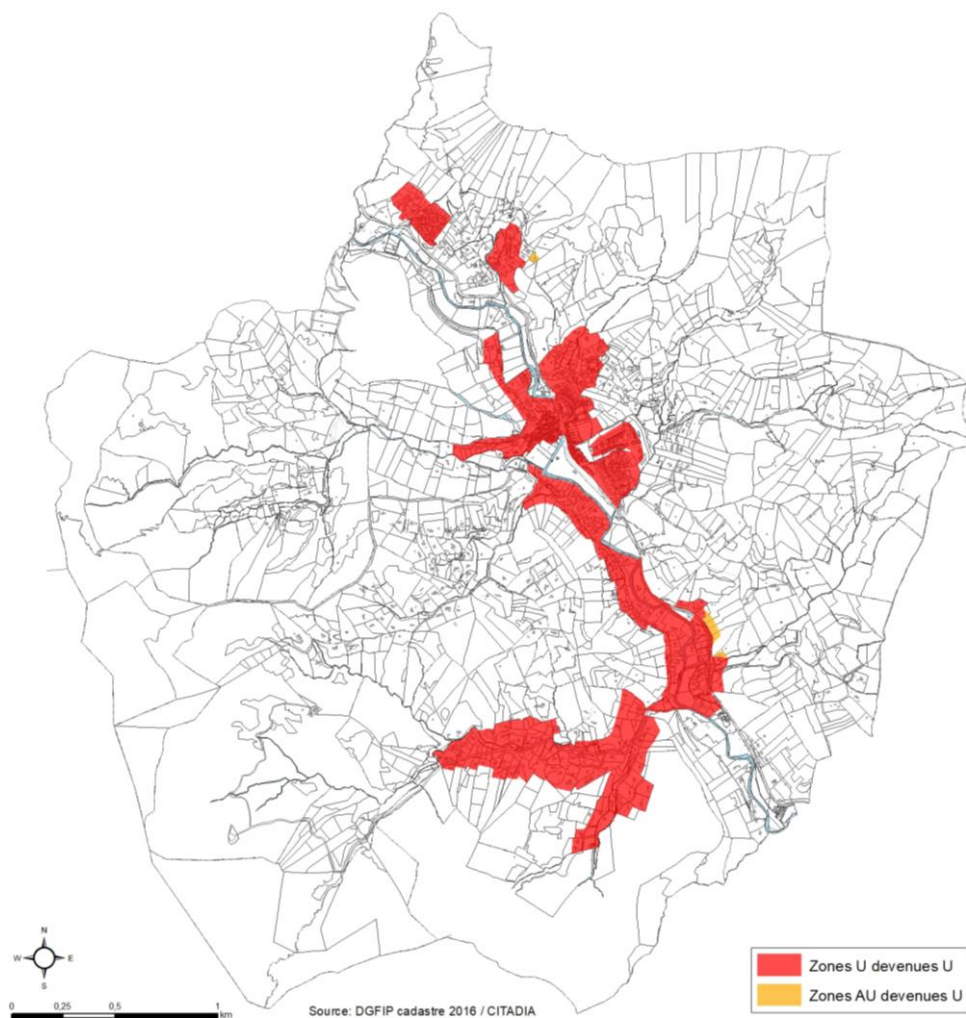 N
W E
S
0 0,25 0,5 1
km
Source: DGFIP cadastre 2016 / CITADIA
Zones U devenues U
Zones AU devenues U